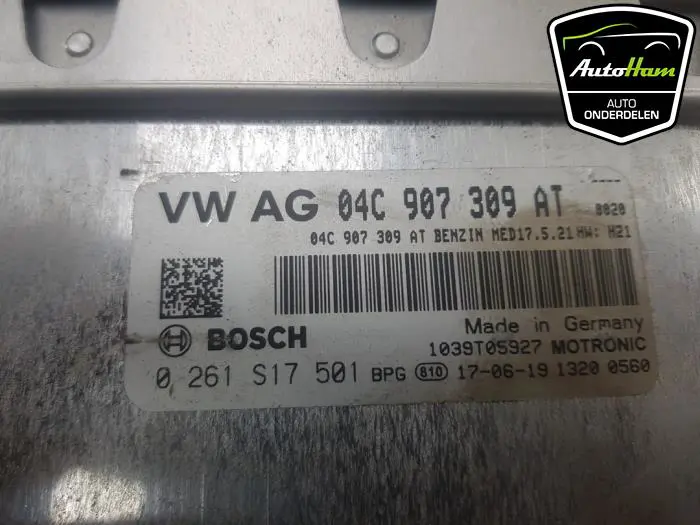 AutoHam
AUTO
ONDERDELEN
VW AG 04C 907 309 AT ---- 8020
04C 907 309 AT BENZIN MED17.5.21 HW: H21
BOSCH
Made in Germany
1039T05927 MOTRONIC
0 261 S17 501 BPG 810 17-06-19 1320 0560